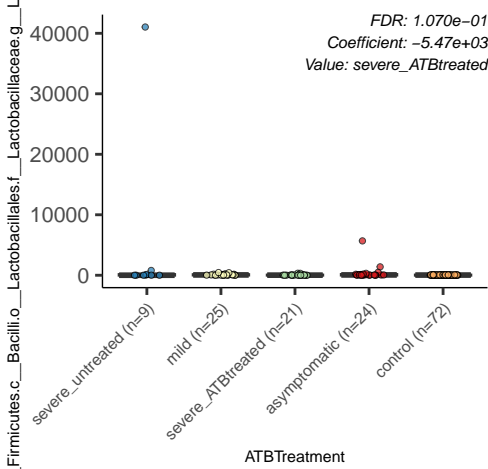 FDR: 1.070e−01
Coefficient: −5.47e+03
Value: severe_ATBtreated
Firmicutes.c__Bacilli.o__Lactobacillales.f__Lactobacillaceae.g__L
40000
30000
20000
10000
0
severe_untreated (n=9)
mild (n=25)
severe_ATBtreated (n=21)
asymptomatic (n=24)
control (n=72)
ATBTreatment